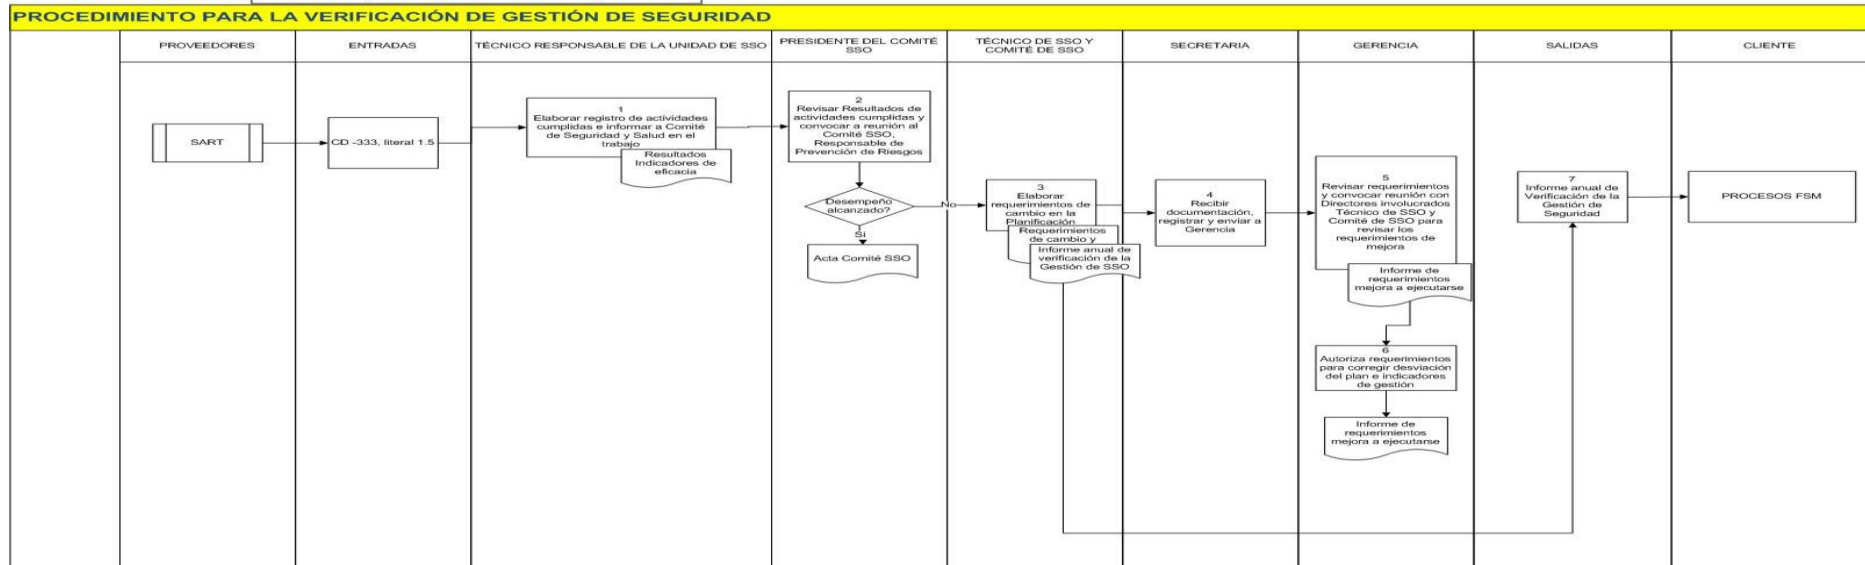 PROCEDIMIENTO PARA LA VERIFICACIÓN DE GESTIÓN DE SEGURIDAD
PROVEEDORES
ENTRADAS
TÉCNICO RESPONSABLE DE LA UNIDAD DE SSO
PRESIDENTE DEL COMITÉ
SSO
TÉCNICO DE SSO Y
COMITÉ DE SSO
SECRETARIA
GERENCIA
SALIDAS
CLIENTE
SART
CD -333, literal 1.5
1
Elaborar registro de actividades
cumplidas e informar a Comité
de Seguridad y Salud en el
trabajo
Resultados
Indicadores de
eficacia
2
Revisar Resultados de
actividades cumplidas y
convocar a reunión al
Comité SSO,
Responsable de
Prevención de Riesgos
Desempeño
alcanzado?
No
Si
Acta Comité SSO
3
Elaborar
requerimientos de
cambio en la
Planificación
Requerimientos
de cambio y
Informe anual de
verificación de la
Gestión de SSO
4
Recibir
documentación,
registrar y enviar a
Gerencia
5
Revisar requerimientos
y convocar reunión con
Directores involucrados
Técnico de SSO y
Comité de SSO para
revisar los
requerimientos de
mejora
Informe de
requerimientos
mejora a ejecutarse
6
Autoriza requerimientos
para corregir desviación
del plan e indicadores
de gestión
Informe de
requerimientos
mejora a ejecutarse
7
Informe anual de
Verificación de la
Gestión de
Seguridad
PROCESOS FSM